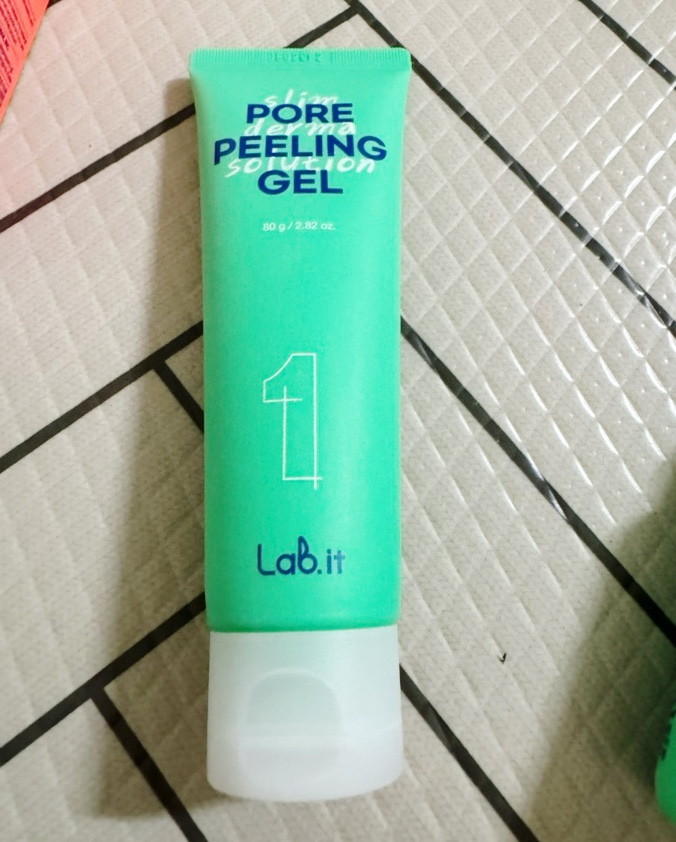 slim
PORE
derma
PEELING
solution
GEL
80 g / 2.82 oz.
1
Lab.it